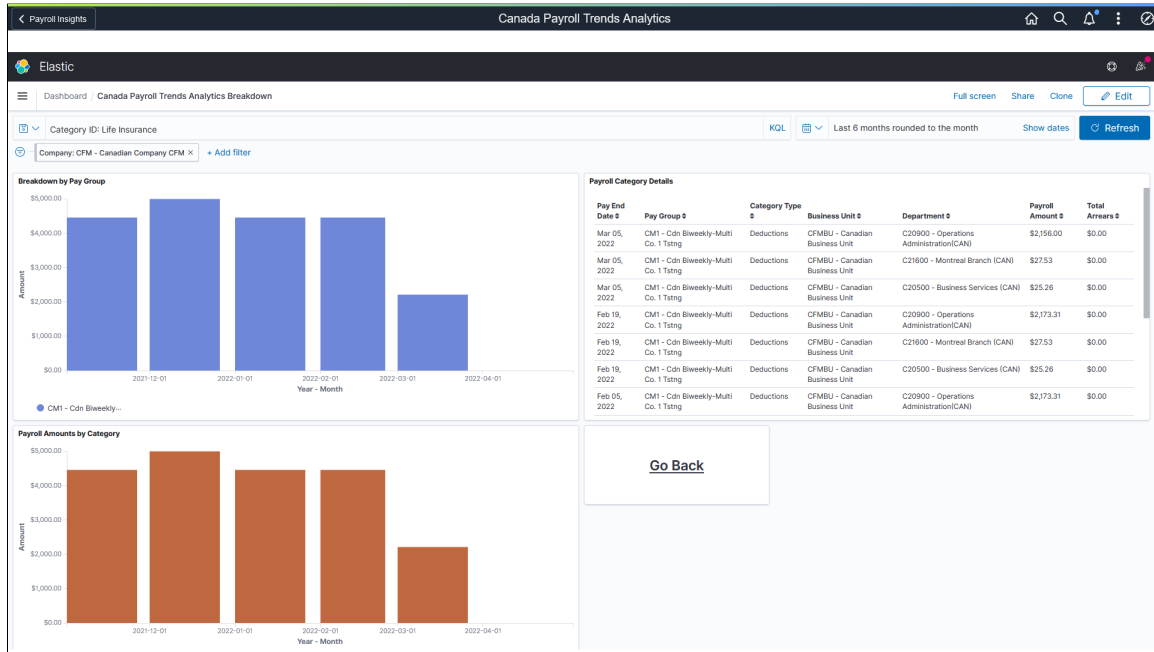 Payroll Insights
Canada Payroll Trends Analytics
Elastic
Dashboard / Canada Payroll Trends Analytics Breakdown
Full screen Share Clone Edit
Category ID: Life Insurance
KQL
Last 6 months rounded to the month
Show dates
Refresh
Company: CFM - Canadian Company CFM ×
+ Add filter
Breakdown by Pay Group
$5,000.00
$4,000.00
$3,000.00
$2,000.00
$1,000.00
$0.00
Amount
2021-12-01 2022-01-01 2022-02-01 2022-03-01 2022-04-01
Year - Month
CM1 - Cdn Biweekly-...
Payroll Category Details
Pay End Date Pay Group Category Type Business Unit Department Payroll Amount Total Arrears
Mar 05, 2022 CM1 - Cdn Biweekly-Multi Co. 1 Tstng Deductions CFMBU - Canadian Business Unit C20900 - Operations Administration(CAN) $2,156.00 $0.00
Mar 05, 2022 CM1 - Cdn Biweekly-Multi Co. 1 Tstng Deductions CFMBU - Canadian Business Unit C21600 - Montreal Branch (CAN) $27.53 $0.00
Mar 05, 2022 CM1 - Cdn Biweekly-Multi Co. 1 Tstng Deductions CFMBU - Canadian Business Unit C20500 - Business Services (CAN) $25.26 $0.00
Feb 19, 2022 CM1 - Cdn Biweekly-Multi Co. 1 Tstng Deductions CFMBU - Canadian Business Unit C20900 - Operations Administration(CAN) $2,173.31 $0.00
Feb 19, 2022 CM1 - Cdn Biweekly-Multi Co. 1 Tstng Deductions CFMBU - Canadian Business Unit C21600 - Montreal Branch (CAN) $27.53 $0.00
Feb 19, 2022 CM1 - Cdn Biweekly-Multi Co. 1 Tstng Deductions CFMBU - Canadian Business Unit C20500 - Business Services (CAN) $25.26 $0.00
Feb 05, 2022 CM1 - Cdn Biweekly-Multi Co. 1 Tstng Deductions CFMBU - Canadian Business Unit C20900 - Operations Administration(CAN) $2,173.31 $0.00
Payroll Amounts by Category
$5,000.00
$4,000.00
$3,000.00
$2,000.00
$1,000.00
$0.00
Amount
2021-12-01 2022-01-01 2022-02-01 2022-03-01 2022-04-01
Year - Month
Go Back